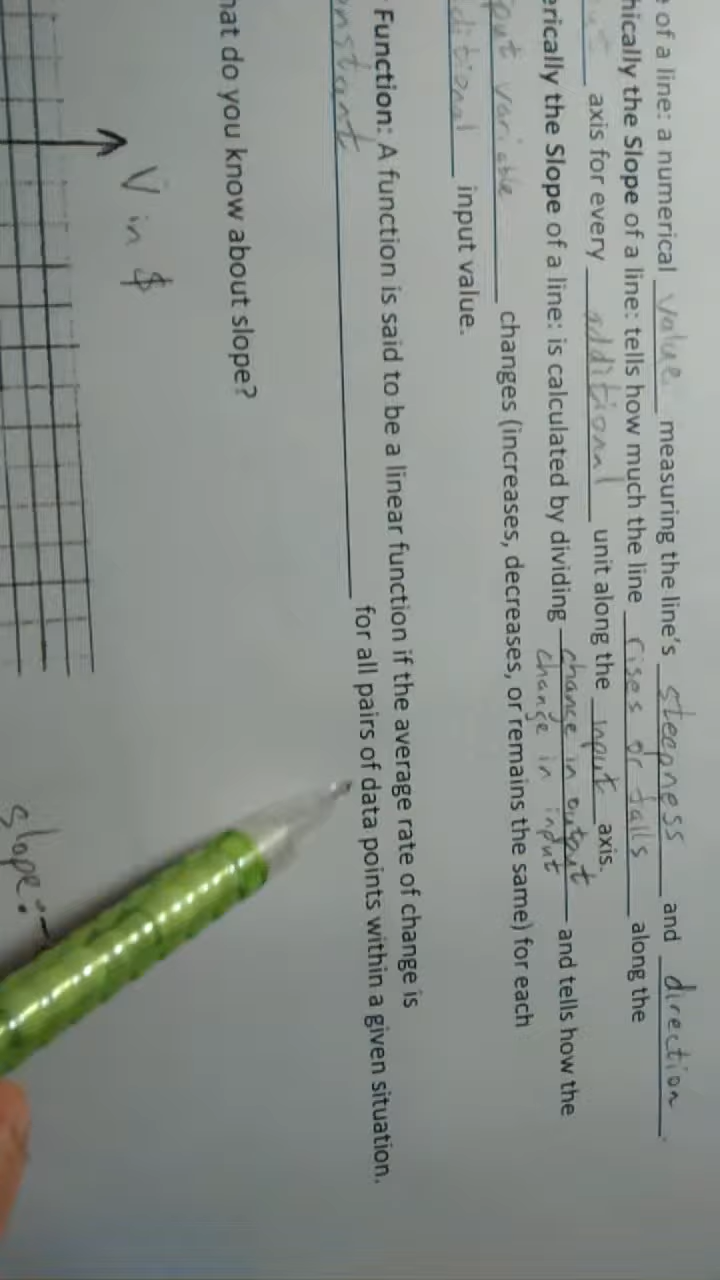 of a line: a numerical value measuring the line's steepness and direction.
hically the Slope of a line: tells how much the line rises or falls along the
axis for every additional unit along the input axis.
erically the Slope of a line: is calculated by dividing change in output and tells how the
change in input
put variable changes (increases, decreases, or remains the same) for each
ditional input value.
Function: A function is said to be a linear function if the average rate of change is
onstant for all pairs of data points within a given situation.
hat do you know about slope?
V in $
slope: